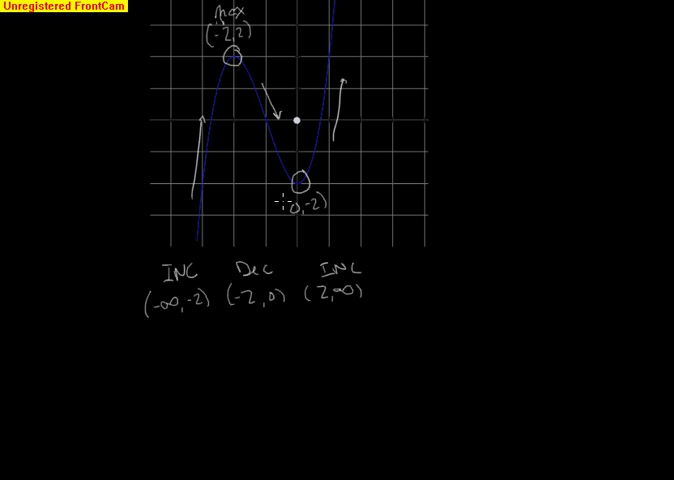 Unregistered FrontCam
max
(-2,2)
0,-2)
INC Dec INC
(-∞,-2) (-2,0) (2,∞)